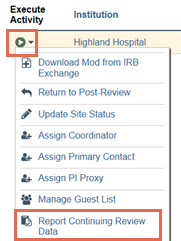 Execute
Activity
Institution
Highland Hospital
Download Mod from IRB
Exchange
Return to Post-Review
Update Site Status
Assign Coordinator
Assign Primary Contact
Assign PI Proxy
Manage Guest List
Report Continuing Review
Data